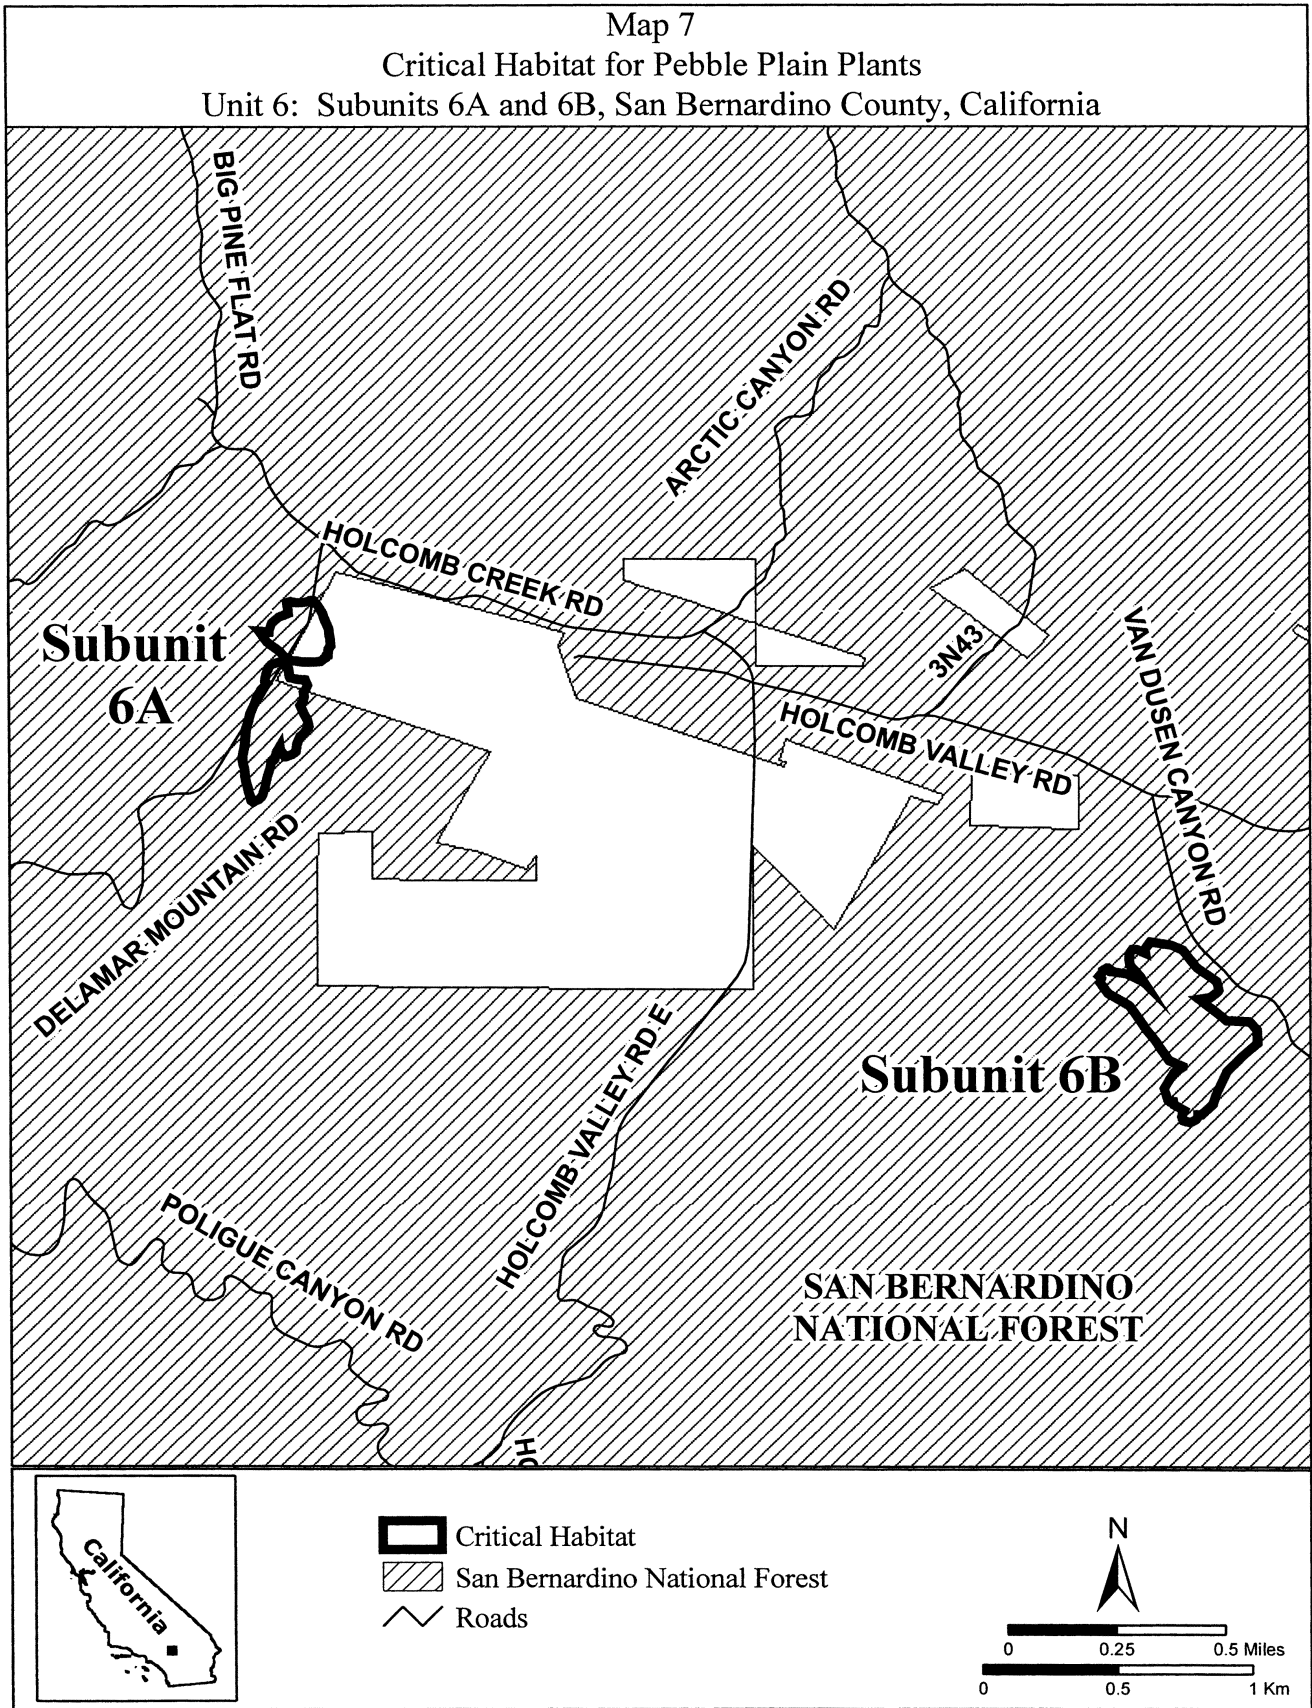 Map 7
Critical Habitat for Pebble Plain Plants
Unit 6: Subunits 6A and 6B, San Bernardino County, California
BIG PINE FLAT RD
ARCTIC CANYON RD
HOLCOMB CREEK RD
Subunit
6A
3N43
VAN DUSEN CANYON RD
HOLCOMB VALLEY RD
DELAMAR MOUNTAIN RD
HOLCOMB VALLEY RD E
Subunit 6B
POLIGUE CANYON RD
SAN BERNARDINO
NATIONAL FOREST
HO
California
Critical Habitat
San Bernardino National Forest
Roads
N
0 0.25 0.5 Miles
0 0.5 1 Km